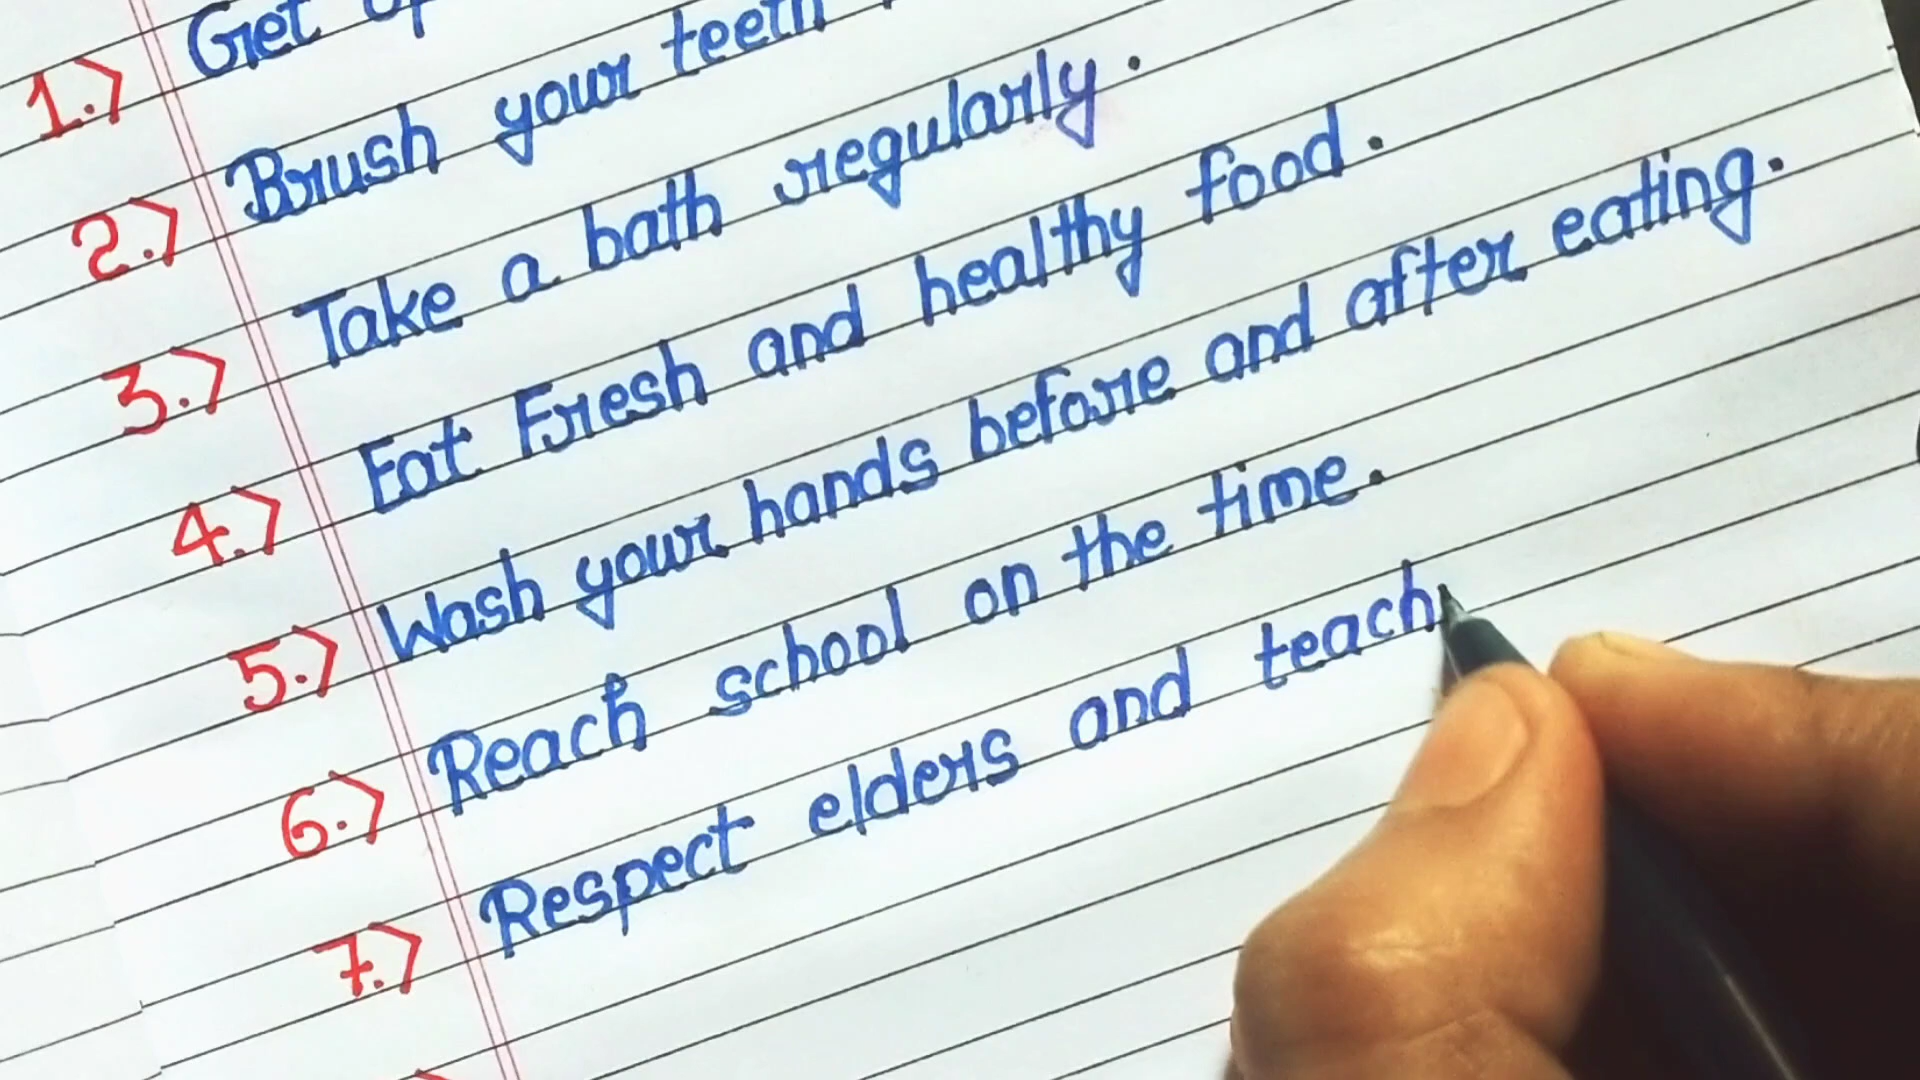 1.) Get up
2.) Brush your teeth
3.) Take a bath regularly.
4.) Eat Fresh and healthy food.
5.) Wash your hands before and after eating.
6.) Reach school on the time.
7.) Respect elders and teach